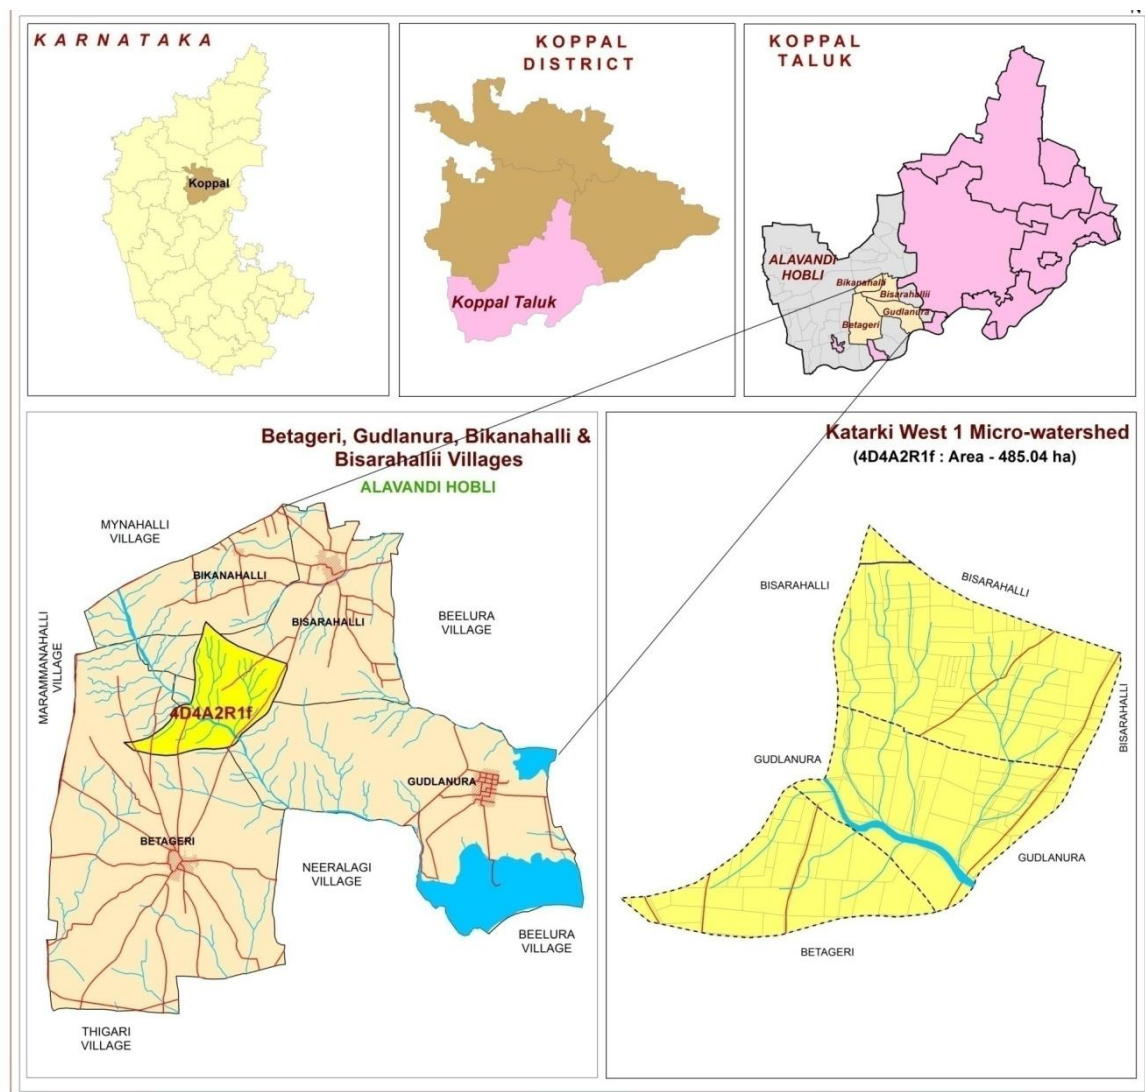 KARNATAKA
Koppal
KOPPAL
DISTRICT
Koppal Taluk
KOPPAL
TALUK
ALAVANDI
HOBLI
Bikanahalli
Bisarahallii
Gudlanura
Betageri
Betageri, Gudlanura, Bikanahalli &
Bisarahallii Villages
ALAVANDI HOBLI
MYNAHALLI
VILLAGE
BIKANAHALLI
BISARAHALLI
BEELURA
VILLAGE
MARAMMANAHALLI
VILLAGE
4D4A2R1f
GUDLANURA
BETAGERI
NEERALAGI
VILLAGE
BEELURA
VILLAGE
THIGARI
VILLAGE
Katarki West 1 Micro-watershed
(4D4A2R1f : Area - 485.04 ha)
BISARAHALLI
BISARAHALLI
BISARAHALLI
GUDLANURA
GUDLANURA
BETAGERI